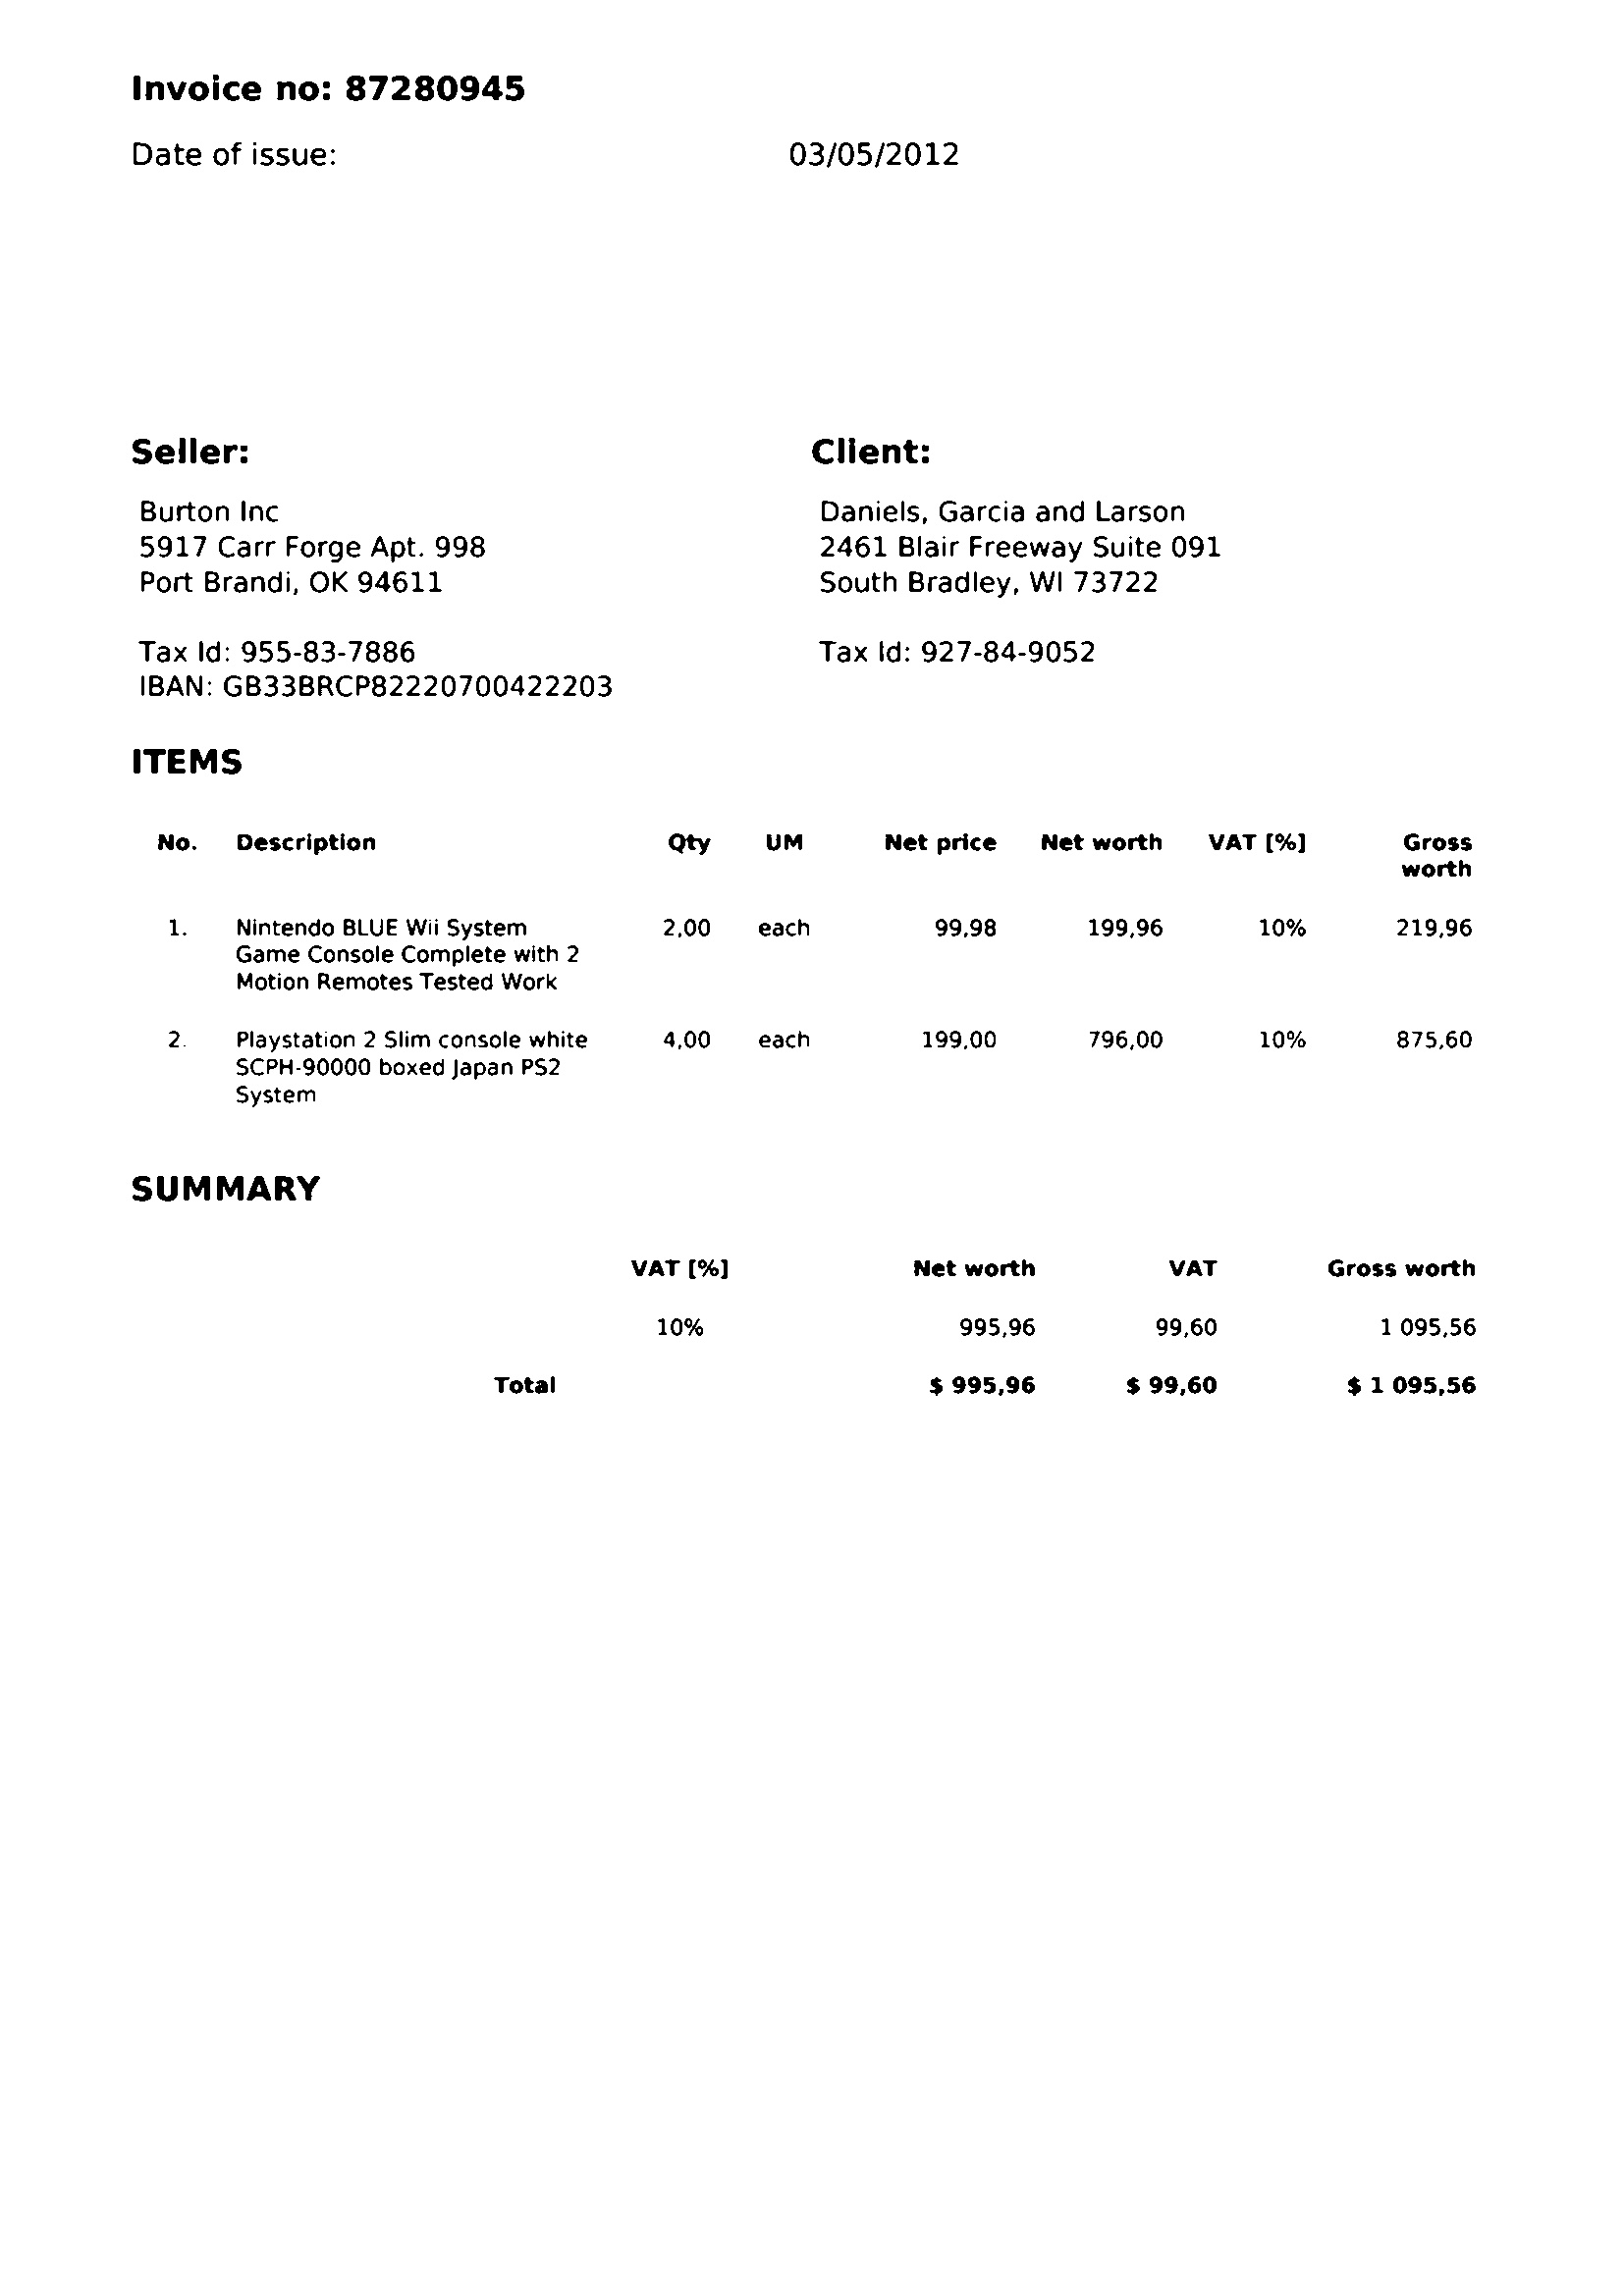 Invoice no: 87280945
Date of issue: 03/05/2012
Seller:
Burton Inc
5917 Carr Forge Apt. 998
Port Brandi, OK 94611
Tax Id: 955-83-7886
IBAN: GB33BRCP82220700422203
Client:
Daniels, Garcia and Larson
2461 Blair Freeway Suite 091
South Bradley, WI 73722
Tax Id: 927-84-9052
ITEMS
No. Description Qty UM Net price Net worth VAT [%] Gross
worth
1. Nintendo BLUE Wii System 2,00 each 99,98 199,96 10% 219,96
Game Console Complete with 2
Motion Remotes Tested Work
2. Playstation 2 Slim console white 4,00 each 199,00 796,00 10% 875,60
SCPH-90000 boxed Japan PS2
System
SUMMARY
VAT [%] Net worth VAT Gross worth
10% 995,96 99,60 1 095,56
Total $ 995,96 $ 99,60 $ 1 095,56